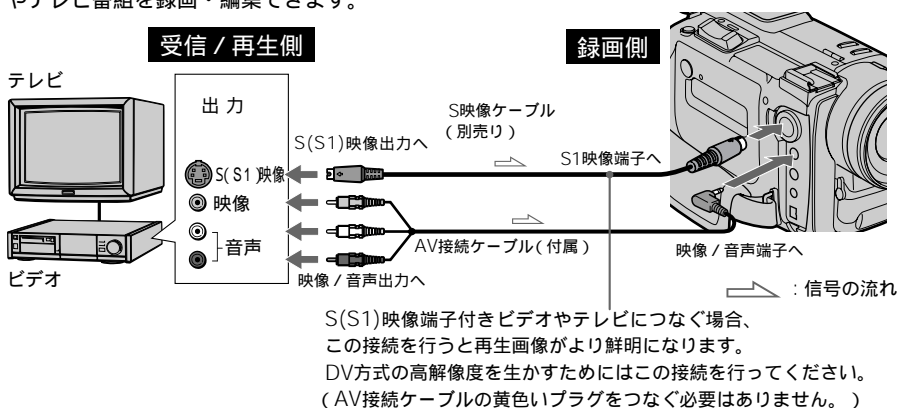 やテレビ番組を録画・編集できます。
受信 / 再生側
録画側
テレビ
出 力
S映像ケーブル
(別売り)
S(S1)映像出力へ
S1映像端子へ
S(S1)映像
映像
音声
AV接続ケーブル(付属)
映像 / 音声端子へ
ビデオ
映像 / 音声出力へ
: 信号の流れ
S(S1)映像端子付きビデオやテレビにつなぐ場合、
この接続を行うと再生画像がより鮮明になります。
DV方式の高解像度を生かすためにはこの接続を行ってください。
(AV接続ケーブルの黄色いプラグをつなぐ必要はありません。)